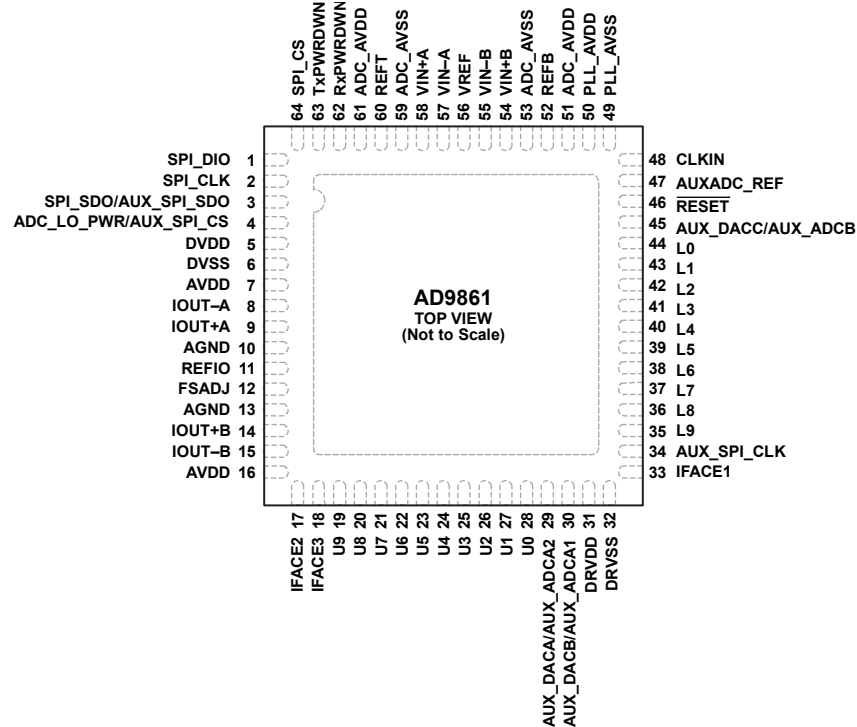 64 SPI_CS
63 TxPWRDWN
62 RxPWRDWN
61 ADC_AVDD
60 REFT
59 ADC_AVSS
58 VIN+A
57 VIN–A
56 VREF
55 VIN–B
54 VIN+B
53 ADC_AVSS
52 REFB
51 ADC_AVDD
50 PLL_AVDD
49 PLL_AVSS
SPI_DIO 1
SPI_CLK 2
SPI_SDO/AUX_SPI_SDO 3
ADC_LO_PWR/AUX_SPI_CS 4
DVDD 5
DVSS 6
AVDD 7
IOUT–A 8
IOUT+A 9
AGND 10
REFIO 11
FSADJ 12
AGND 13
IOUT+B 14
IOUT–B 15
AVDD 16
AD9861
TOP VIEW
(Not to Scale)
48 CLKIN
47 AUXADC_REF
46 RESET
45 AUX_DACC/AUX_ADCB
44 L0
43 L1
42 L2
41 L3
40 L4
39 L5
38 L6
37 L7
36 L8
35 L9
34 AUX_SPI_CLK
33 IFACE1
IFACE2 17
IFACE3 18
U9 19
U8 20
U7 21
U6 22
U5 23
U4 24
U3 25
U2 26
U1 27
U0 28
AUX_DACA/AUX_ADCA2 29
AUX_DACB/AUX_ADCA1 30
DRVDD 31
DRVSS 32